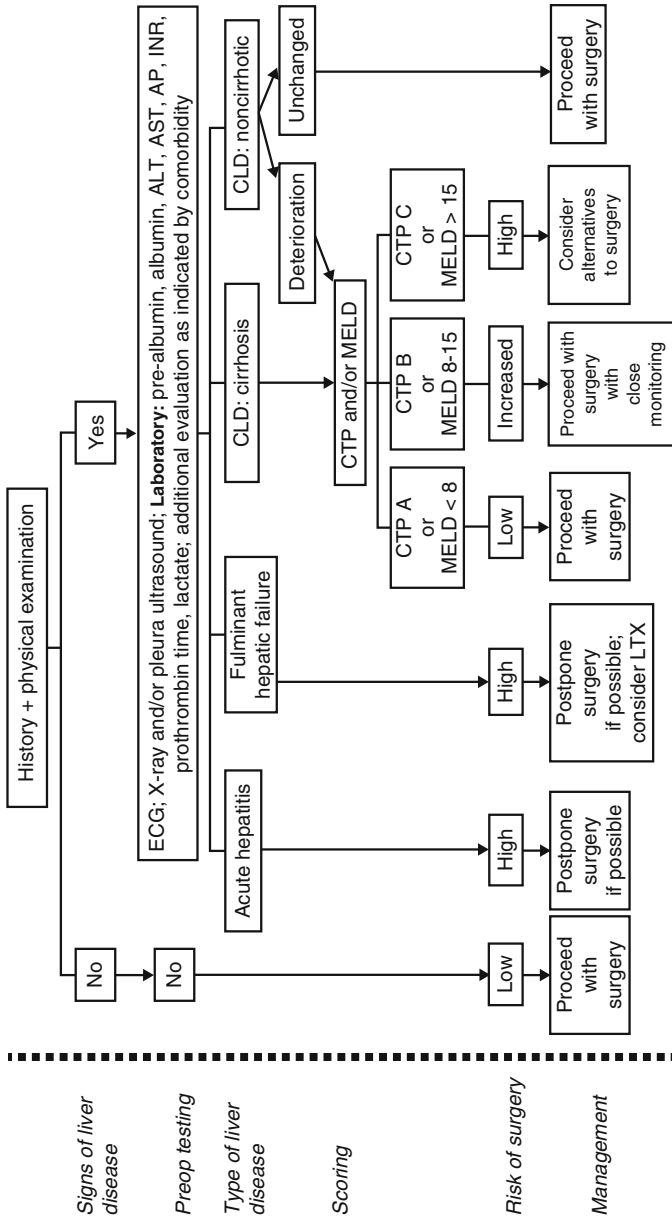 History + physical examination
Signs of liver
disease
No
Yes
Preop testing
No
ECG; X-ray and/or pleura ultrasound; Laboratory: pre-albumin, albumin, ALT, AST, AP, INR,
prothrombin time, lactate; additional evaluation as indicated by comorbidity
Type of liver
disease
Acute hepatitis
Fulminant
hepatic failure
CLD: cirrhosis
CLD: noncirrhotic
Deterioration
Unchanged
Scoring
CTP and/or MELD
CTP A
or
MELD < 8
CTP B
or
MELD 8-15
CTP C
or
MELD > 15
Risk of surgery
Low
High
High
Low
Increased
High
Management
Proceed
with
surgery
Postpone
surgery
if possible
Postpone
surgery
if possible;
consider LTX
Proceed
with
surgery
Proceed with
surgery
with
close
monitoring
Consider
alternatives
to surgery
Proceed
with surgery